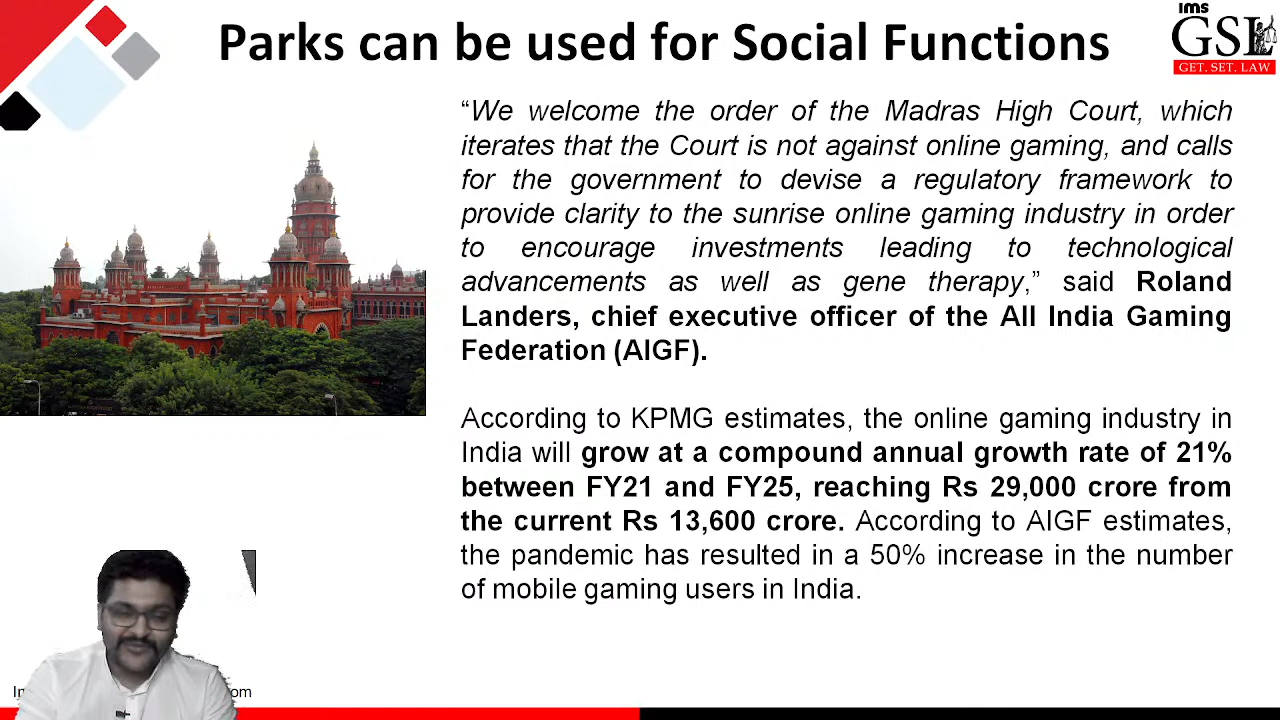 Parks can be used for Social Functions
ims
GSL
GET. SET. LAW
“We welcome the order of the Madras High Court, which
iterates that the Court is not against online gaming, and calls
for the government to devise a regulatory framework to
provide clarity to the sunrise online gaming industry in order
to encourage investments leading to technological
advancements as well as gene therapy,” said Roland
Landers, chief executive officer of the All India Gaming
Federation (AIGF).
According to KPMG estimates, the online gaming industry in
India will grow at a compound annual growth rate of 21%
between FY21 and FY25, reaching Rs 29,000 crore from
the current Rs 13,600 crore. According to AIGF estimates,
the pandemic has resulted in a 50% increase in the number
of mobile gaming users in India.